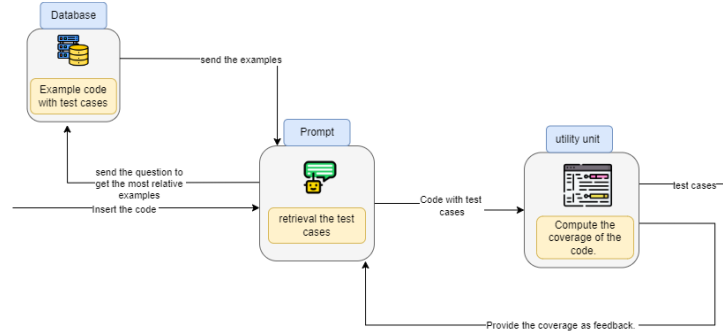 Database
Example code
with test cases
send the examples
Prompt
retrieval the test
cases
send the question to
get the most relative
examples
Insert the code
Code with test
cases
utility unit
Compute the
coverage of the
code.
test cases
Provide the coverage as feedback.